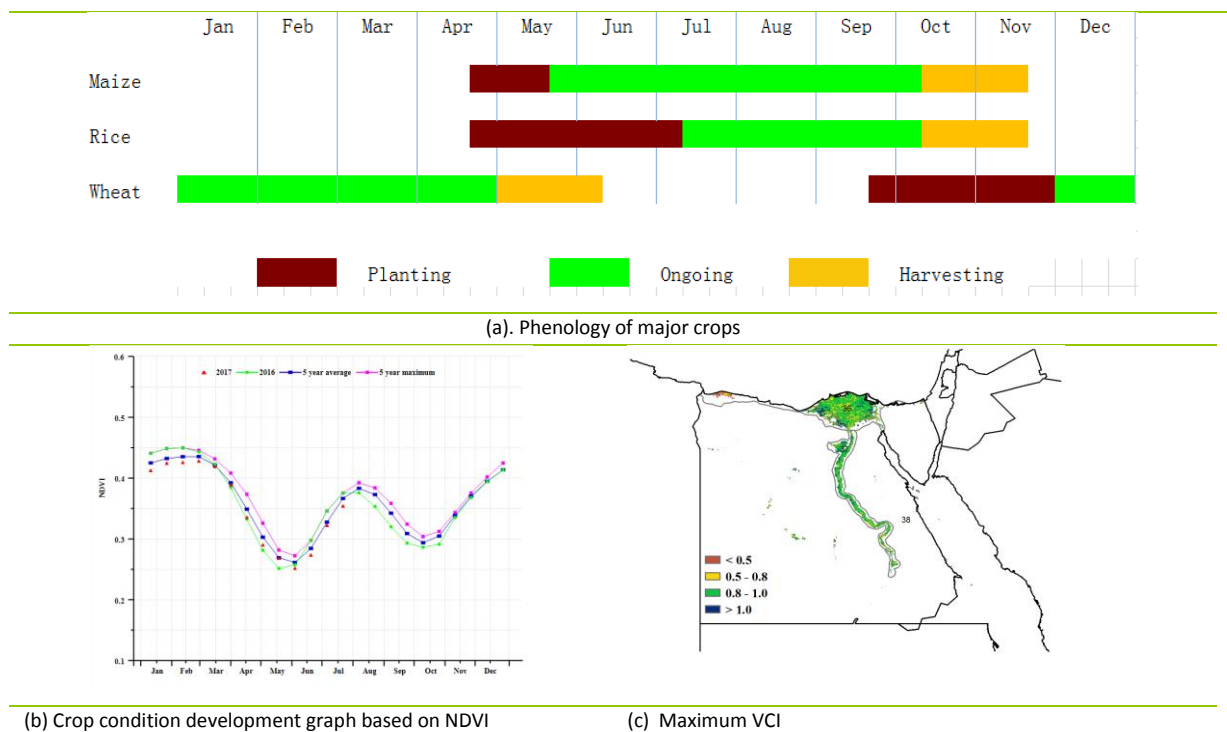 Jan Feb Mar Apr May Jun Jul Aug Sep Oct Nov Dec
Maize
Rice
Wheat
Planting Ongoing Harvesting
(a). Phenology of major crops
0.6
2017 2016 5 year average 5 year maximum
0.5
0.4
NDVI
0.3
0.2
0.1
Jan Feb Mar Apr May Jun Jul Aug Sep Oct Nov Dec
38
< 0.5
0.5 - 0.8
0.8 - 1.0
> 1.0
(b) Crop condition development graph based on NDVI (c) Maximum VCI